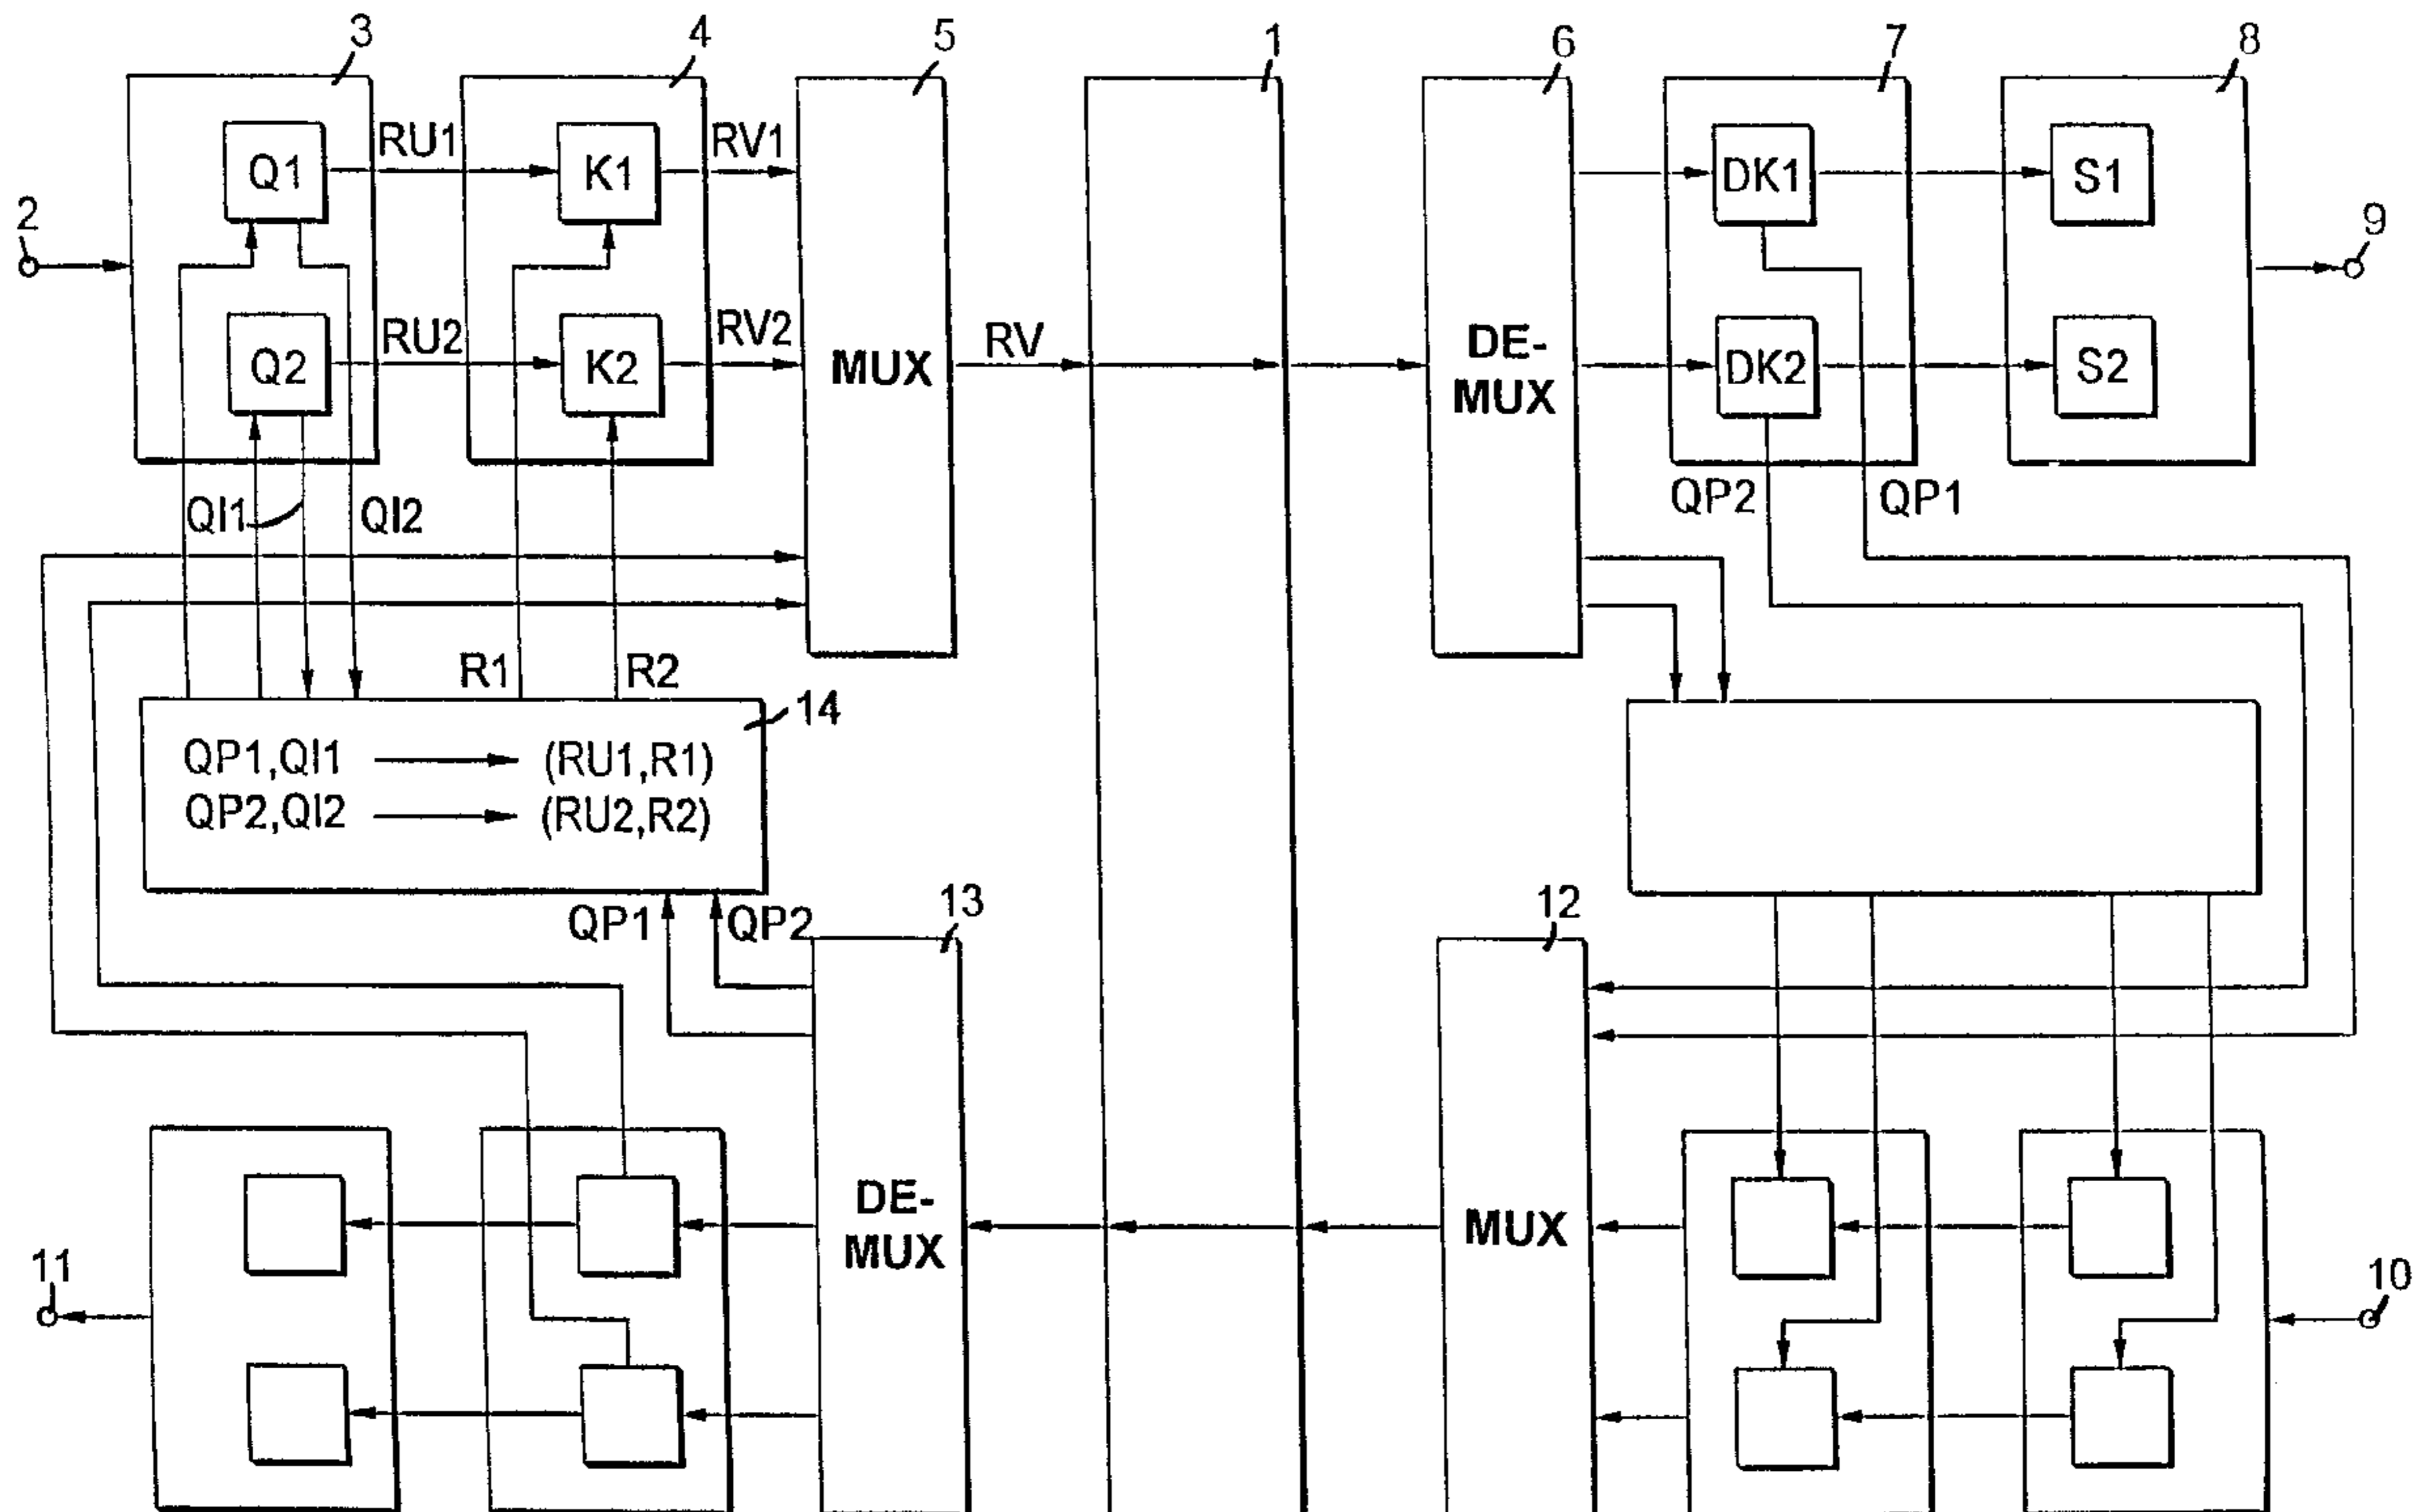 3 4 5 1 6 7 8
RU1 RV1
Q1 K1 DK1 S1
2 9
RU2 RV2 RV DE-
Q2 K2 MUX MUX DK2 S2
QI1 QI2 QP2 QP1
R1 R2
14
QP1,QI1 (RU1,R1)
QP2,QI2 (RU2,R2)
QP1 QP2 13 12
DE-
MUX MUX
11 10